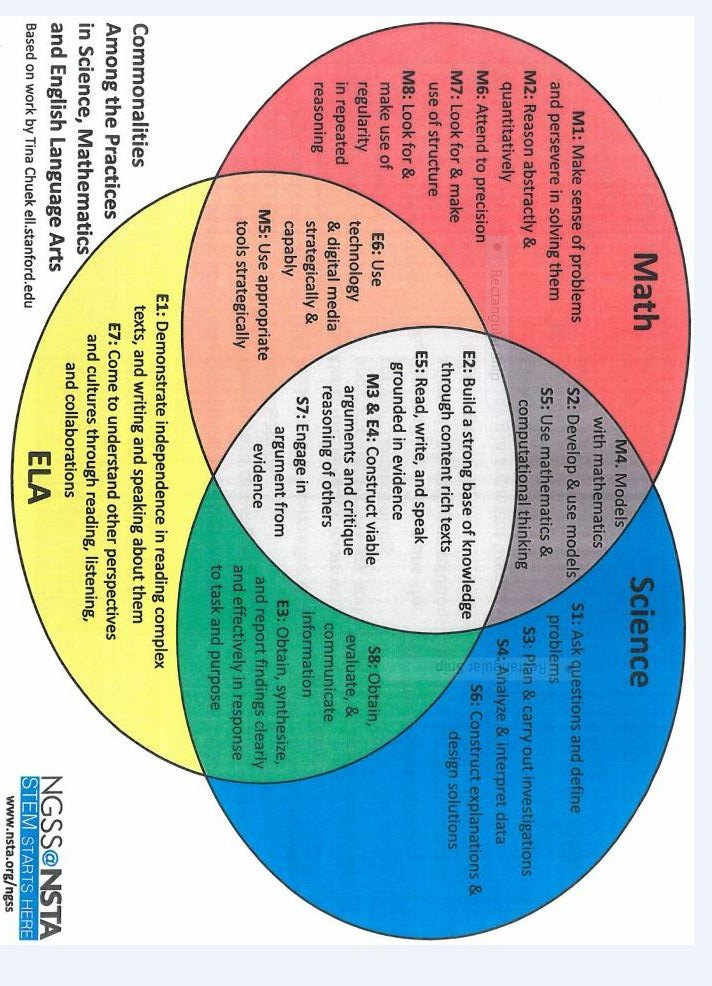 Math
M1: Make sense of problems
and persevere in solving them
M2: Reason abstractly &
quantitatively
M6: Attend to precision
M7: Look for & make
use of structure
M8: Look for &
make use of
regularity
in repeated
reasoning
Science
S1: Ask questions and define
problems
S3: Plan & carry out investigations
S4: Analyze & interpret data
S6: Construct explanations &
design solutions
M4. Models
with mathematics
S2: Develop & use models
S5: Use mathematics &
computational thinking
E6: Use
technology
& digital media
strategically &
capably
M5: Use appropriate
tools strategically
E2: Build a strong base of knowledge
through content rich texts
E5: Read, write, and speak
grounded in evidence
M3 & E4: Construct viable
arguments and critique
reasoning of others
S7: Engage in
argument from
evidence
S8: Obtain,
evaluate, &
communicate
information
E3: Obtain, synthesize,
and report findings clearly
and effectively in response
to task and purpose
E1: Demonstrate independence in reading complex
texts, and writing and speaking about them
E7: Come to understand other perspectives
and cultures through reading, listening,
and collaborations
ELA
Commonalities
Among the Practices
in Science, Mathematics
and English Language Arts
Based on work by Tina Chuek ell.stanford.edu
NGSS@NSTA
STEM STARTS HERE
www.nsta.org/ngss
Rectangular Snip
Rectangular Snip